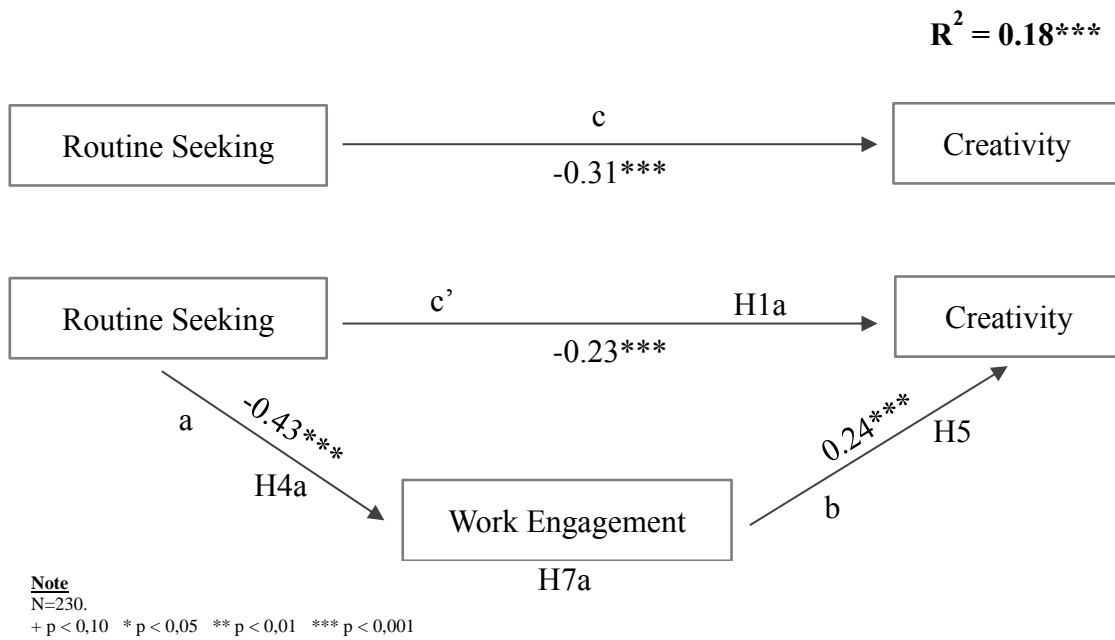 R² = 0.18***
c
Routine Seeking
Creativity
-0.31***
c’
H1a
Routine Seeking
Creativity
-0.23***
a
-0.43***
H4a
0.24***
H5
b
Work Engagement
H7a
Note
N=230.
+ p < 0,10 * p < 0,05 ** p < 0,01 *** p < 0,001